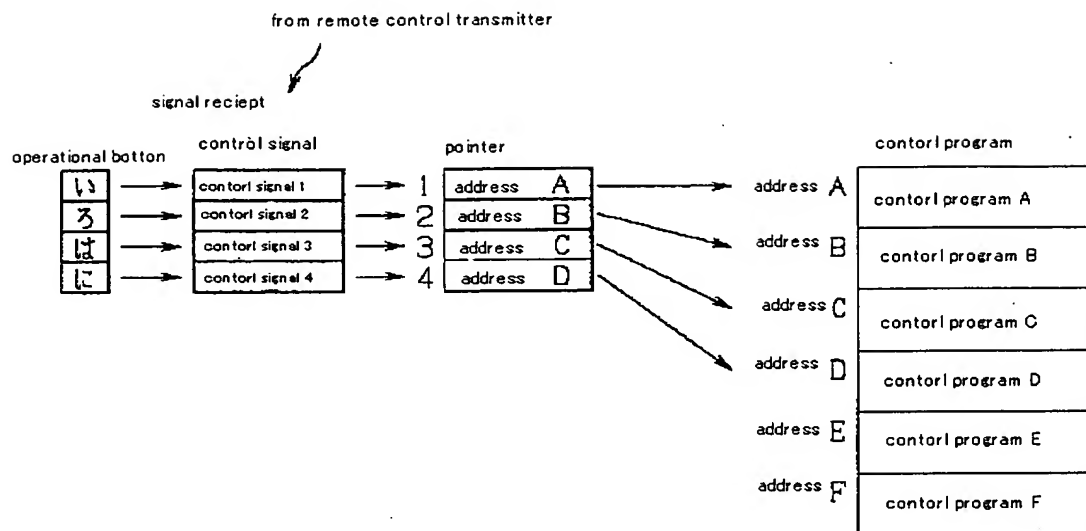 from remote control transmitter
signal reciept
operational botton
control signal
pointer
contorl program
い
contorl signal 1
1
address A
address A
contorl program A
ろ
contorl signal 2
2
address B
address B
contorl program B
は
contorl signal 3
3
address C
address C
contorl program C
に
contorl signal 4
4
address D
address D
contorl program D
address E
contorl program E
address F
contorl program F